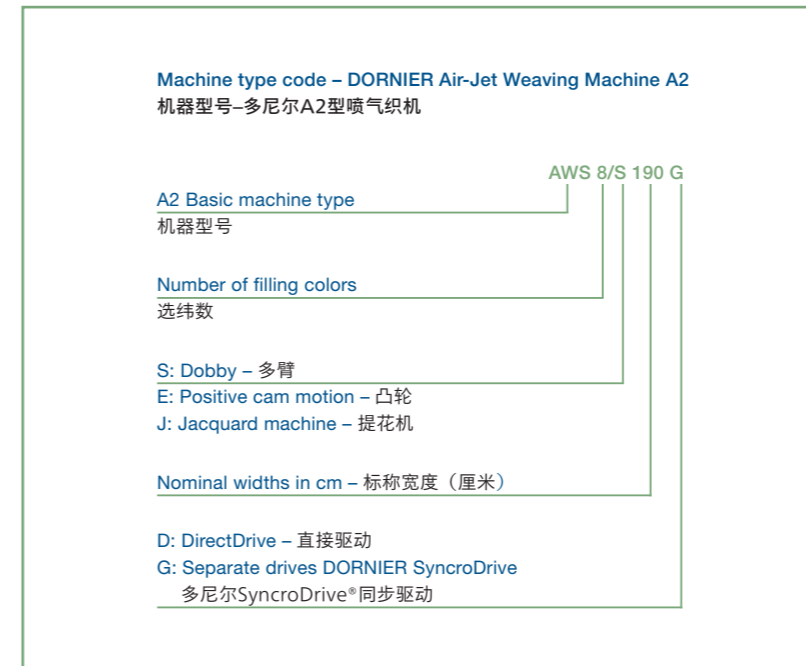 Machine type code – DORNIER Air-Jet Weaving Machine A2
机器型号–多尼尔A2型喷气织机
AWS 8/S 190 G
A2 Basic machine type
机器型号
Number of filling colors
选纬数
S: Dobby – 多臂
E: Positive cam motion – 凸轮
J: Jacquard machine – 提花机
Nominal widths in cm – 标称宽度（厘米）
D: DirectDrive – 直接驱动
G: Separate drives DORNIER SyncroDrive
多尼尔SyncroDrive®同步驱动